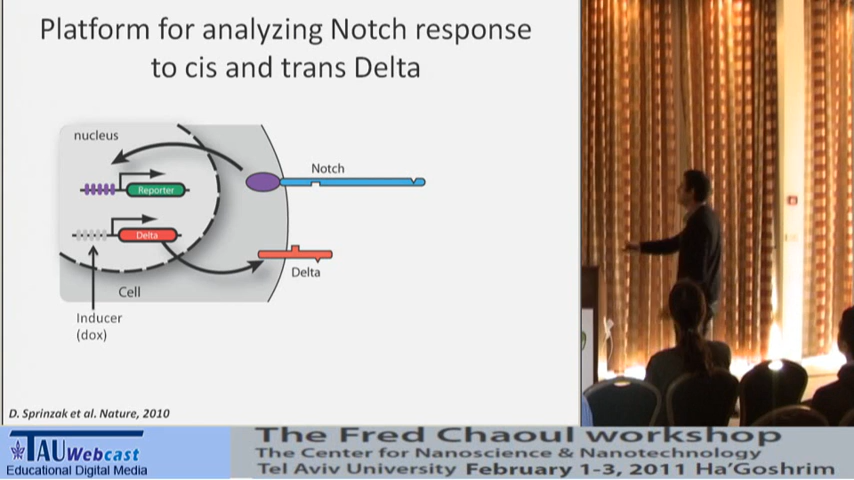 Platform for analyzing Notch response
to cis and trans Delta
nucleus
Notch
Reporter
Delta
Delta
Cell
Inducer
(dox)
D. Sprinzak et al. Nature, 2010
TAU Webcast
Educational Digital Media
The Fred Chaoul workshop
The Center for Nanoscience & Nanotechnology
Tel Aviv University February 1-3, 2011 Ha'Goshrim